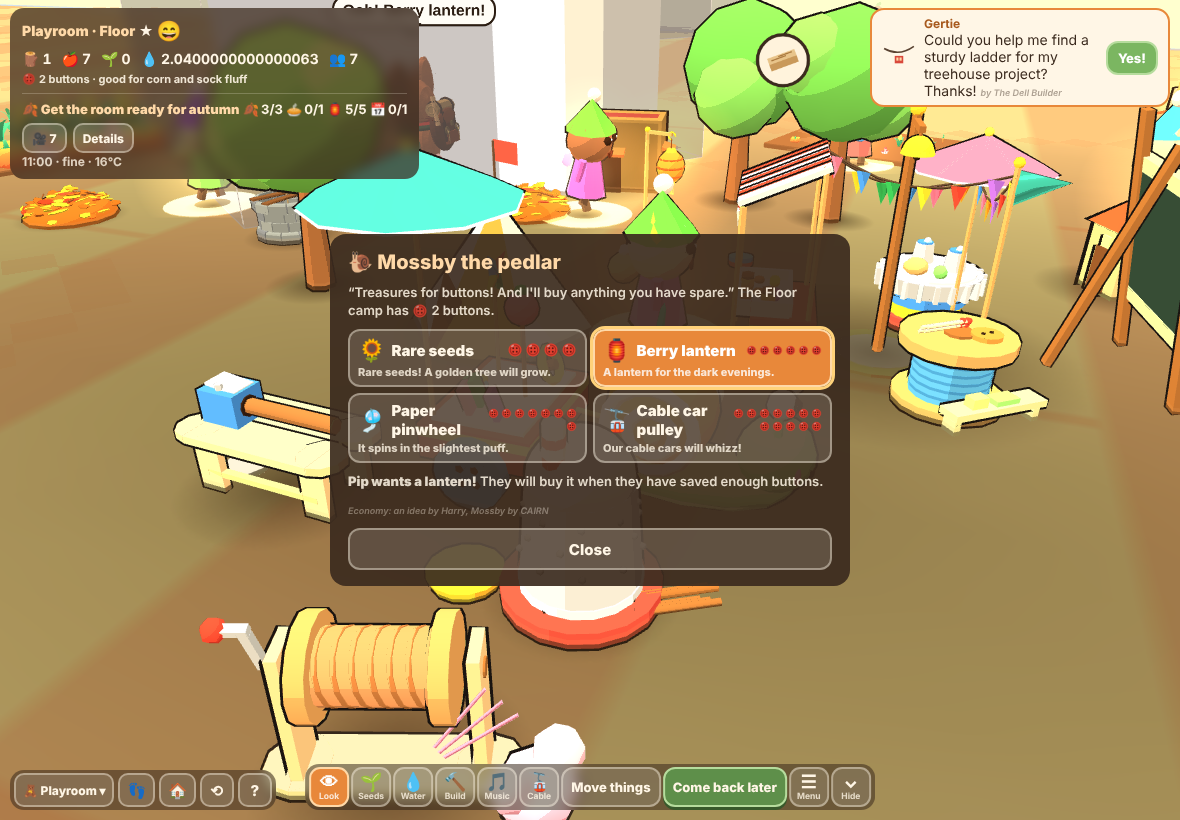 Ooh! Berry lantern!
Playroom · Floor ★
1 7 0 2.0400000000000063 7
2 buttons · good for corn and sock fluff
Get the room ready for autumn 3/3 0/1 5/5 0/1
7 Details
11:00 · fine · 16°C
Gertie
Could you help me find a
sturdy ladder for my
treehouse project?
Thanks! by The Dell Builder
Yes!
Mossby the pedlar
“Treasures for buttons! And I'll buy anything you have spare.” The Floor
camp has 2 buttons.
Rare seeds
Rare seeds! A golden tree will grow.
Berry lantern
A lantern for the dark evenings.
Paper
pinwheel
It spins in the slightest puff.
Cable car
pulley
Our cable cars will whizz!
Pip wants a lantern! They will buy it when they have saved enough buttons.
Economy: an idea by Harry, Mossby by CAIRN
Close
Playroom ▾
?
Look
Seeds
Water
Build
Music
Cable
Move things
Come back later
Menu
Hide